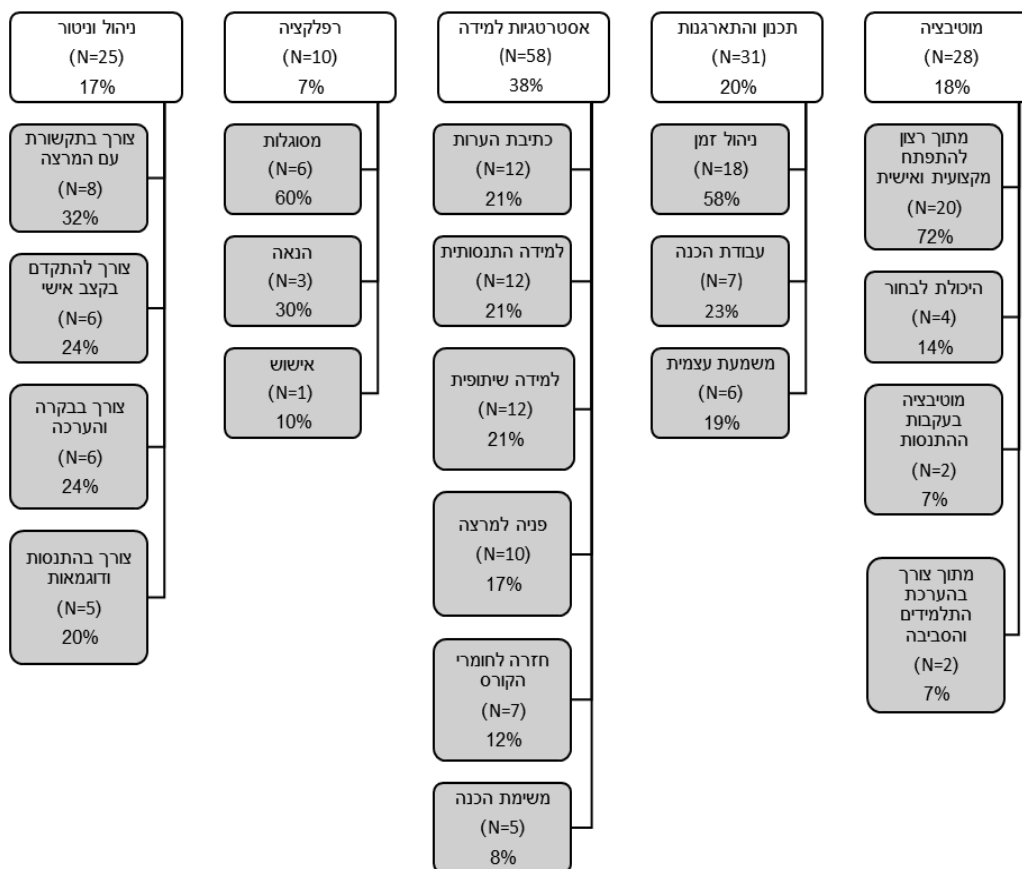 מוטיבציה
(N=28)
18%
מתוך רצון
להתפתח
מקצועית ואישית
(N=20)
72%
היכולת לבחור
(N=4)
14%
מוטיבציה
בעקבות
ההתנסות
(N=2)
7%
מתוך צורך
בהערכת
התלמידים
והסביבה
(N=2)
7%
תכנון והתארגנות
(N=31)
20%
ניהול זמן
(N=18)
58%
עבודת הכנה
(N=7)
23%
משמעת עצמית
(N=6)
19%
אסטרטגיות למידה
(N=58)
38%
כתיבת הערות
(N=12)
21%
למידה התנסותית
(N=12)
21%
למידה שיתופית
(N=12)
21%
פניה למרצה
(N=10)
17%
חזרה לחומרי
הקורס
(N=7)
12%
משימת הכנה
(N=5)
8%
רפלקציה
(N=10)
7%
מסוגלות
(N=6)
60%
הנאה
(N=3)
30%
אישוש
(N=1)
10%
ניהול וניטור
(N=25)
17%
צורך בתקשורת
עם המרצה
(N=8)
32%
צורך להתקדם
בקצב אישי
(N=6)
24%
צורך בבקרה
והערכה
(N=6)
24%
צורך בהתנסות
ודוגמאות
(N=5)
20%